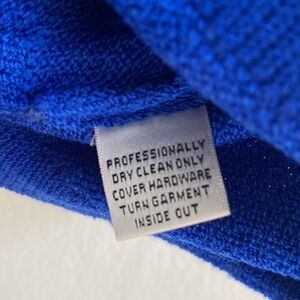 PROFESSIONALLY
DRY CLEAN ONLY
COVER HARDWARE
TURN GARMENT
INSIDE OUT